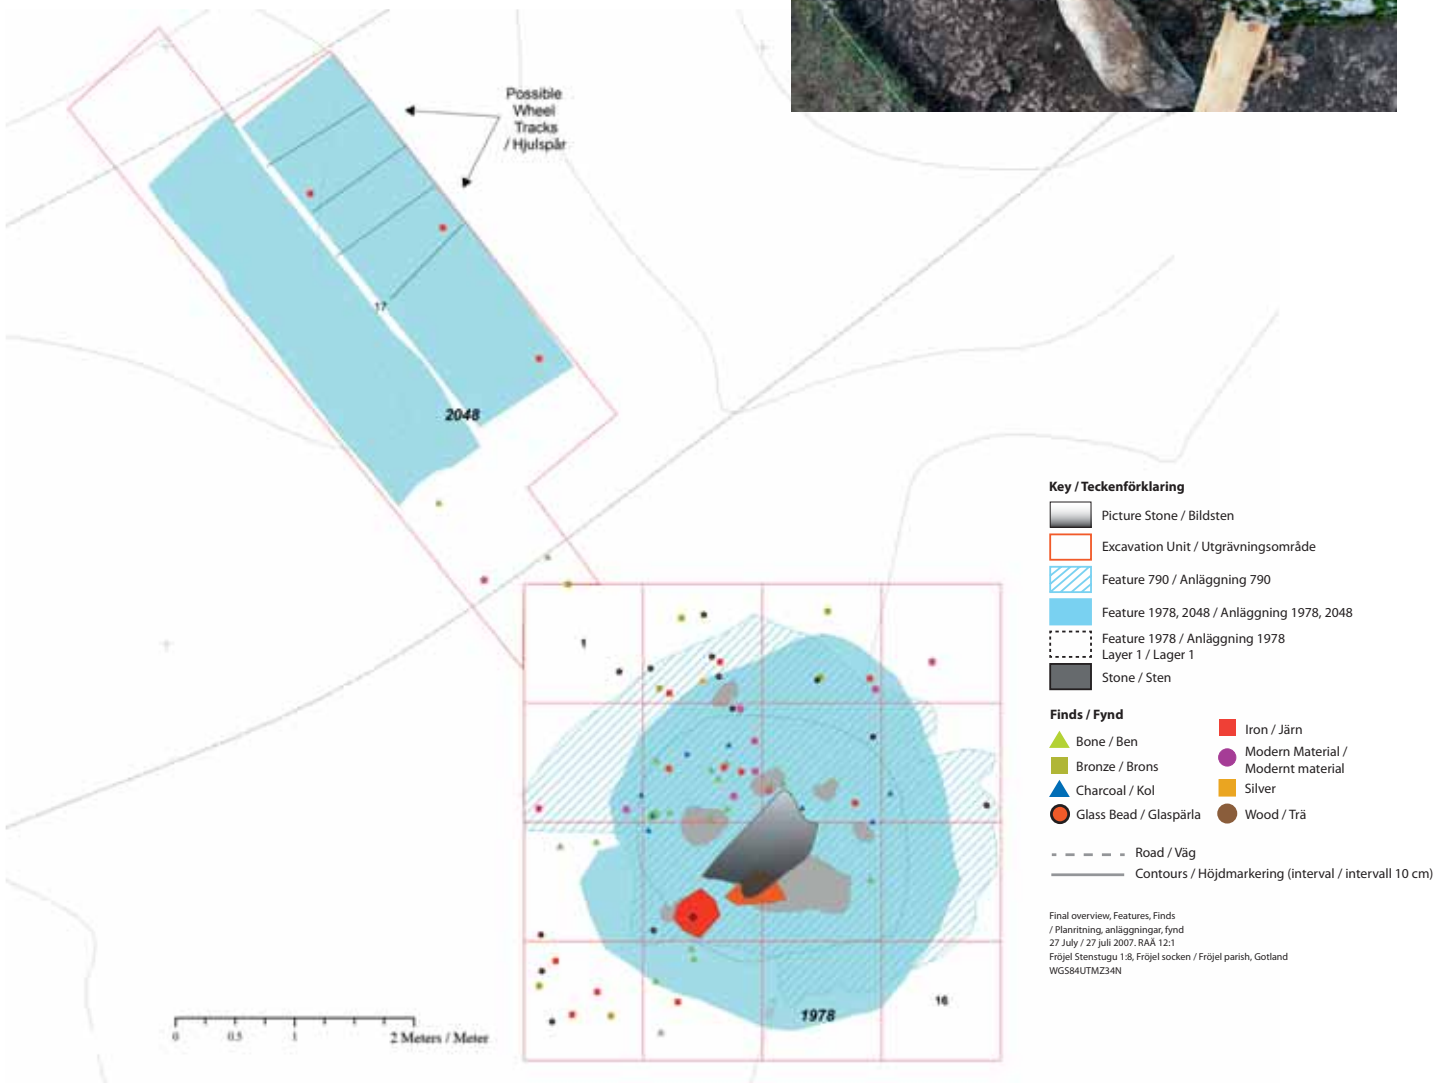 Possible
Wheel
Tracks
/ Hjulspår
17
2048
1
16
1978
0 0.5 1 2 Meters / Meter
Key / Teckenförklaring
Picture Stone / Bildsten
Excavation Unit / Utgrävningsområde
Feature 790 / Anläggning 790
Feature 1978, 2048 / Anläggning 1978, 2048
Feature 1978 / Anläggning 1978
Layer 1 / Lager 1
Stone / Sten
Finds / Fynd
Bone / Ben
Bronze / Brons
Charcoal / Kol
Glass Bead / Glaspärla
Iron / Järn
Modern Material /
Modernt material
Silver
Wood / Trä
Road / Väg
Contours / Höjdmarkering (interval / intervall 10 cm)
Final overview, Features, Finds
/ Planritning, anläggningar, fynd
27 July / 27 juli 2007. RAÄ 12:1
Fröjel Stenstugu 1:8, Fröjel socken / Fröjel parish, Gotland
WGS84UTMZ34N